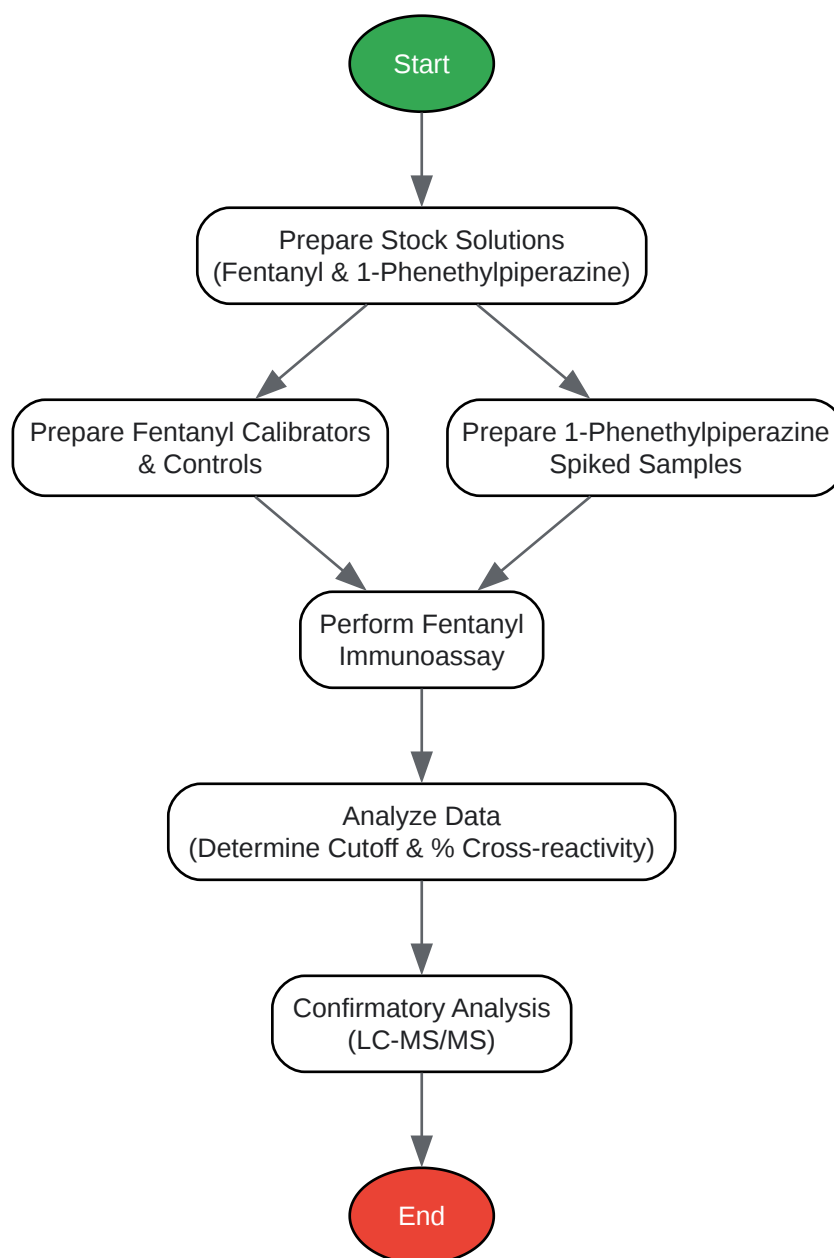 Start
Prepare Stock Solutions
(Fentanyl & 1-Phenethylpiperazine)
Prepare Fentanyl Calibrators
& Controls
Prepare 1-Phenethylpiperazine
Spiked Samples
Perform Fentanyl
Immunoassay
Analyze Data
(Determine Cutoff & % Cross-reactivity)
Confirmatory Analysis
(LC-MS/MS)
End